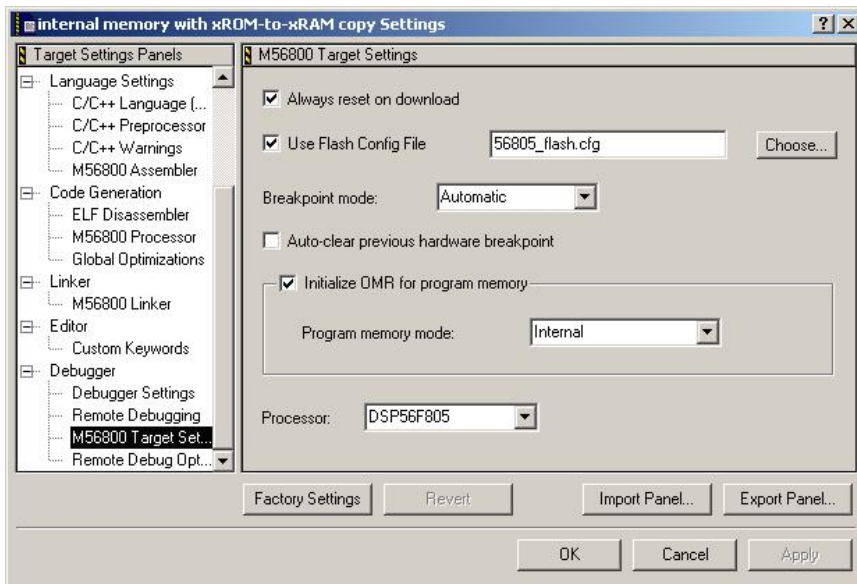 internal memory with xROM-to-xRAM copy Settings
Target Settings Panels
Language Settings
C/C++ Language (...
C/C++ Preprocessor
C/C++ Warnings
M56800 Assembler
Code Generation
ELF Disassembler
M56800 Processor
Global Optimizations
Linker
M56800 Linker
Editor
Custom Keywords
Debugger
Debugger Settings
Remote Debugging
M56800 Target Set...
Remote Debug Opt...
M56800 Target Settings
Always reset on download
Use Flash Config File 56805_flash.cfg Choose...
Breakpoint mode: Automatic
Auto-clear previous hardware breakpoint
Initialize OMR for program memory
Program memory mode: Internal
Processor: DSP56F805
Factory Settings Revert Import Panel... Export Panel...
OK Cancel Apply